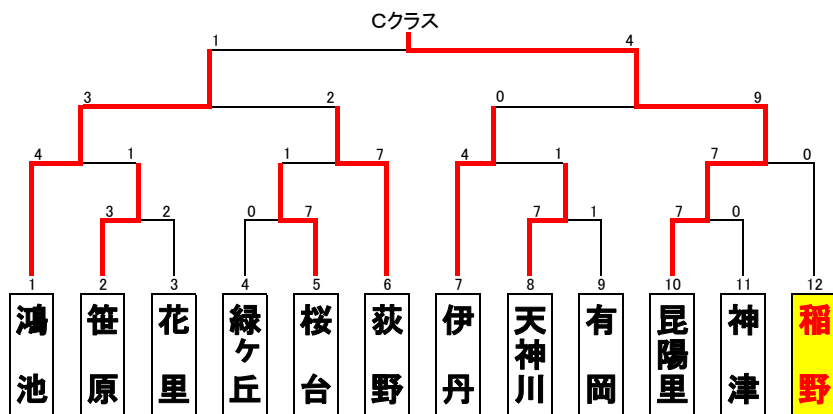 Cクラス
1 4
3 2 0 9
4 1 1 7 4 1 7 0
3 2 0 7 7 1 7 0
1 2 3 4 5 6 7 8 9 10 11 12
鴻池 笹原 花里 緑ヶ丘 桜台 荻野 伊丹 天神川 有岡 昆陽里 神津 稲野